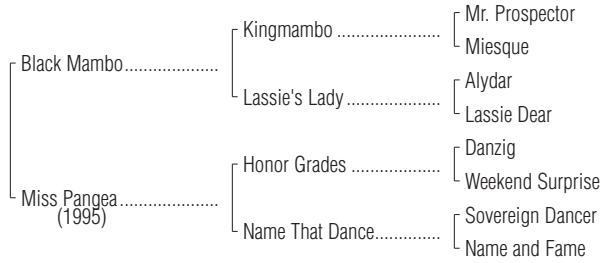 Mr. Prospector
Kingmambo ....................
Miesque
Black Mambo.....................
Alydar
Lassie's Lady ...................
Lassie Dear
Danzig
Honor Grades ..................
Weekend Surprise
Miss Pangea......................
(1995)
Sovereign Dancer
Name That Dance.............
Name and Fame